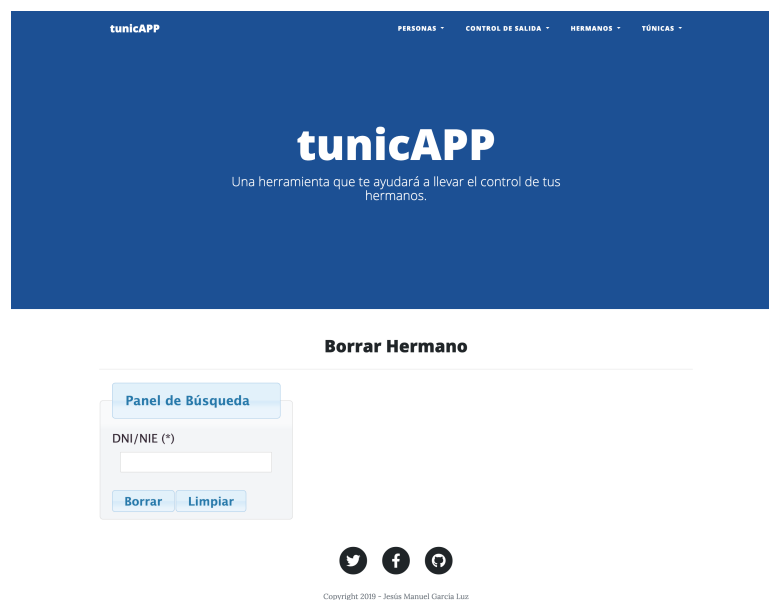 tunicAPP
PERSONAS
CONTROL DE SALIDA
HERMANOS
TÚNICAS
tunicAPP
Una herramienta que te ayudará a llevar el control de tus
hermanos.
Borrar Hermano
Panel de Búsqueda
DNI/NIE (*)
Borrar
Limpiar
Copyright 2019 - Jesús Manuel García Luz